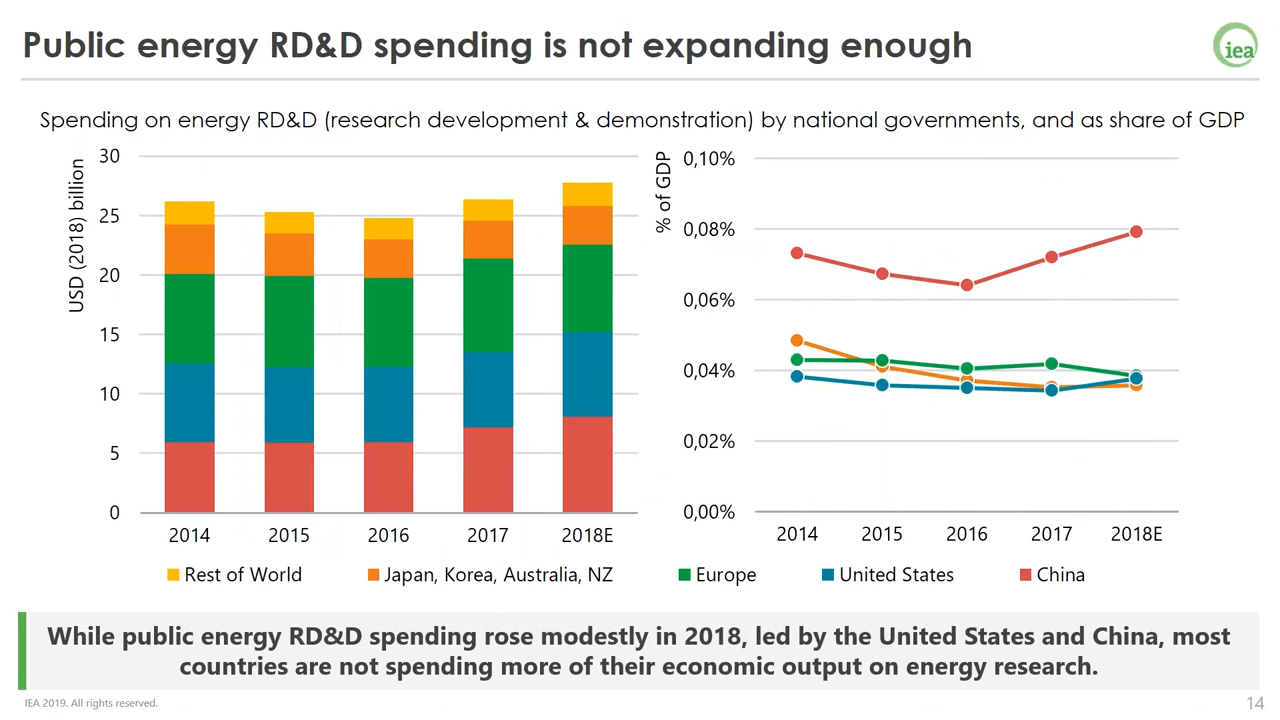 Public energy RD&D spending is not expanding enough
iea
Spending on energy RD&D (research development & demonstration) by national governments, and as share of GDP
USD (2018) billion
30
25
20
15
10
5
0
2014 2015 2016 2017 2018E
% of GDP
0,10%
0,08%
0,06%
0,04%
0,02%
0,00%
2014 2015 2016 2017 2018E
Rest of World Japan, Korea, Australia, NZ Europe United States China
While public energy RD&D spending rose modestly in 2018, led by the United States and China, most
countries are not spending more of their economic output on energy research.
IEA 2019. All rights reserved.
14